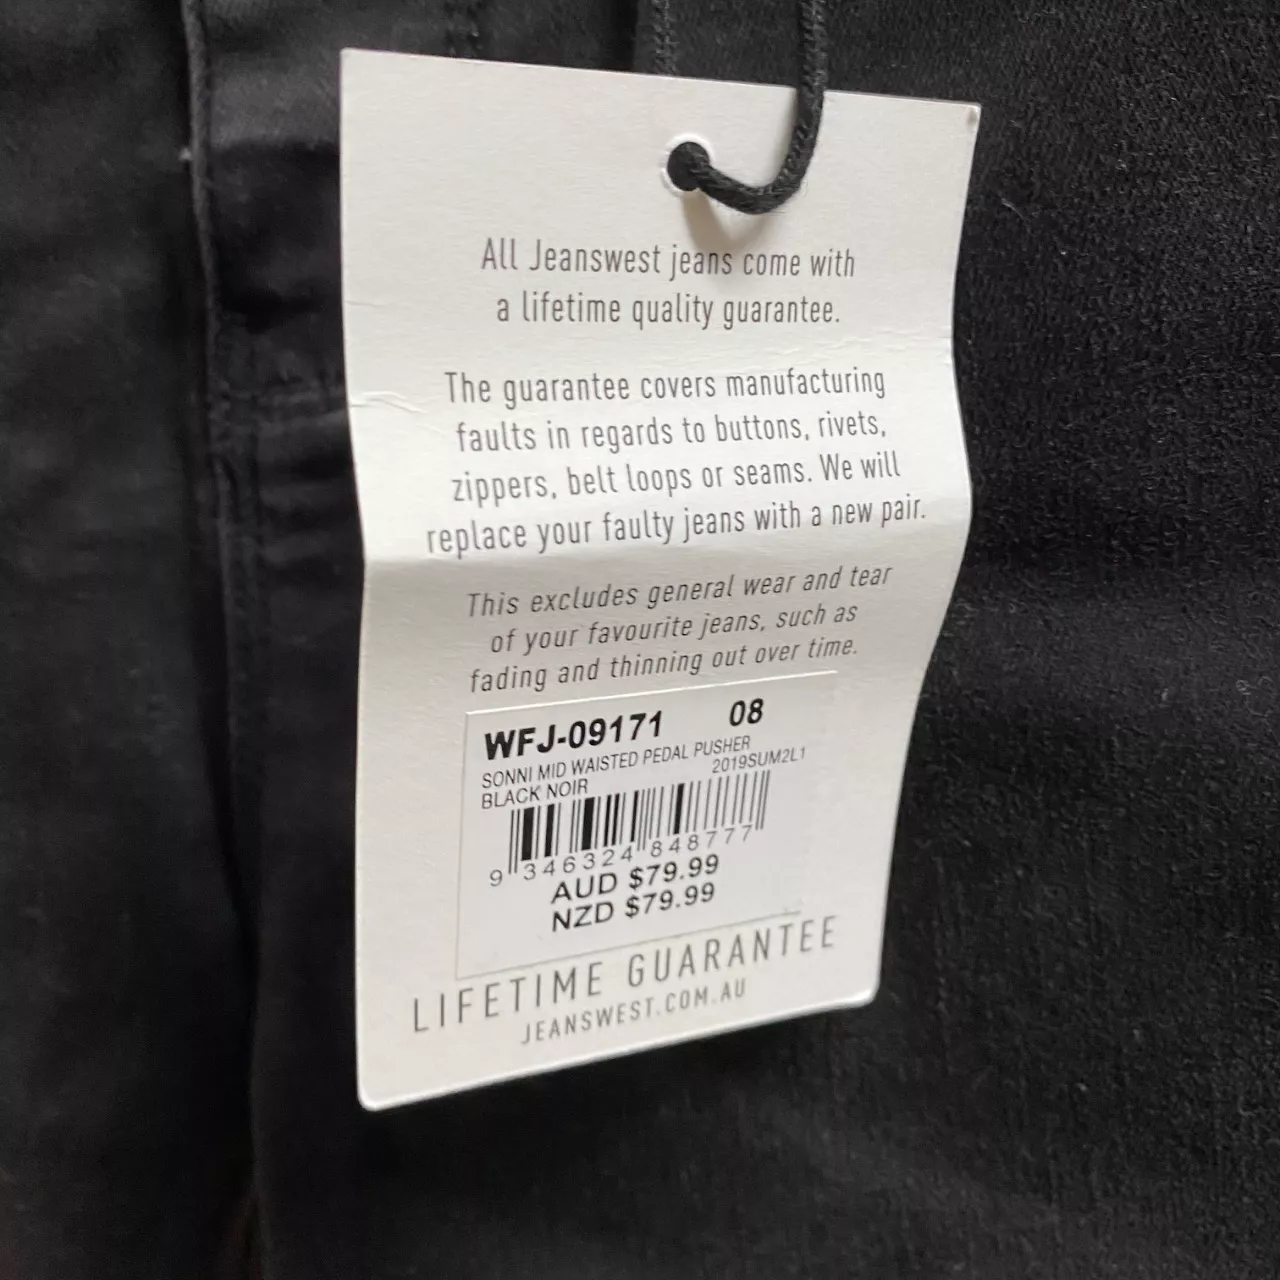 All Jeanswest jeans come with
a lifetime quality guarantee.
The guarantee covers manufacturing
faults in regards to buttons, rivets,
zippers, belt loops or seams. We will
replace your faulty jeans with a new pair.
This excludes general wear and tear
of your favourite jeans, such as
fading and thinning out over time.
WFJ-09171 08
SONNI MID WAISTED PEDAL PUSHER
2019SUM2L1
BLACK NOIR
9 346324 848777
AUD $79.99
NZD $79.99
LIFETIME GUARANTEE
JEANSWEST.COM.AU